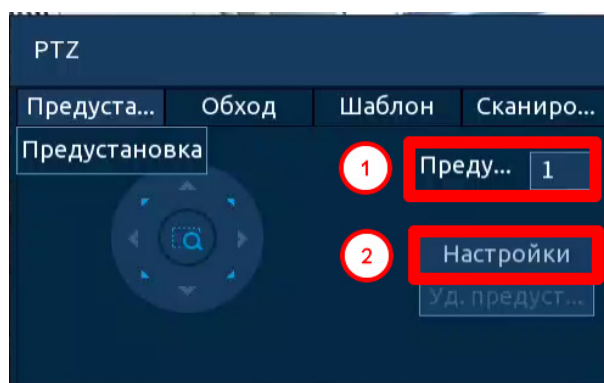 PTZ
Предуста... Обход Шаблон Сканиро...
Предустановка
1 Преду... 1
2 Настройки
Уд. предуст...